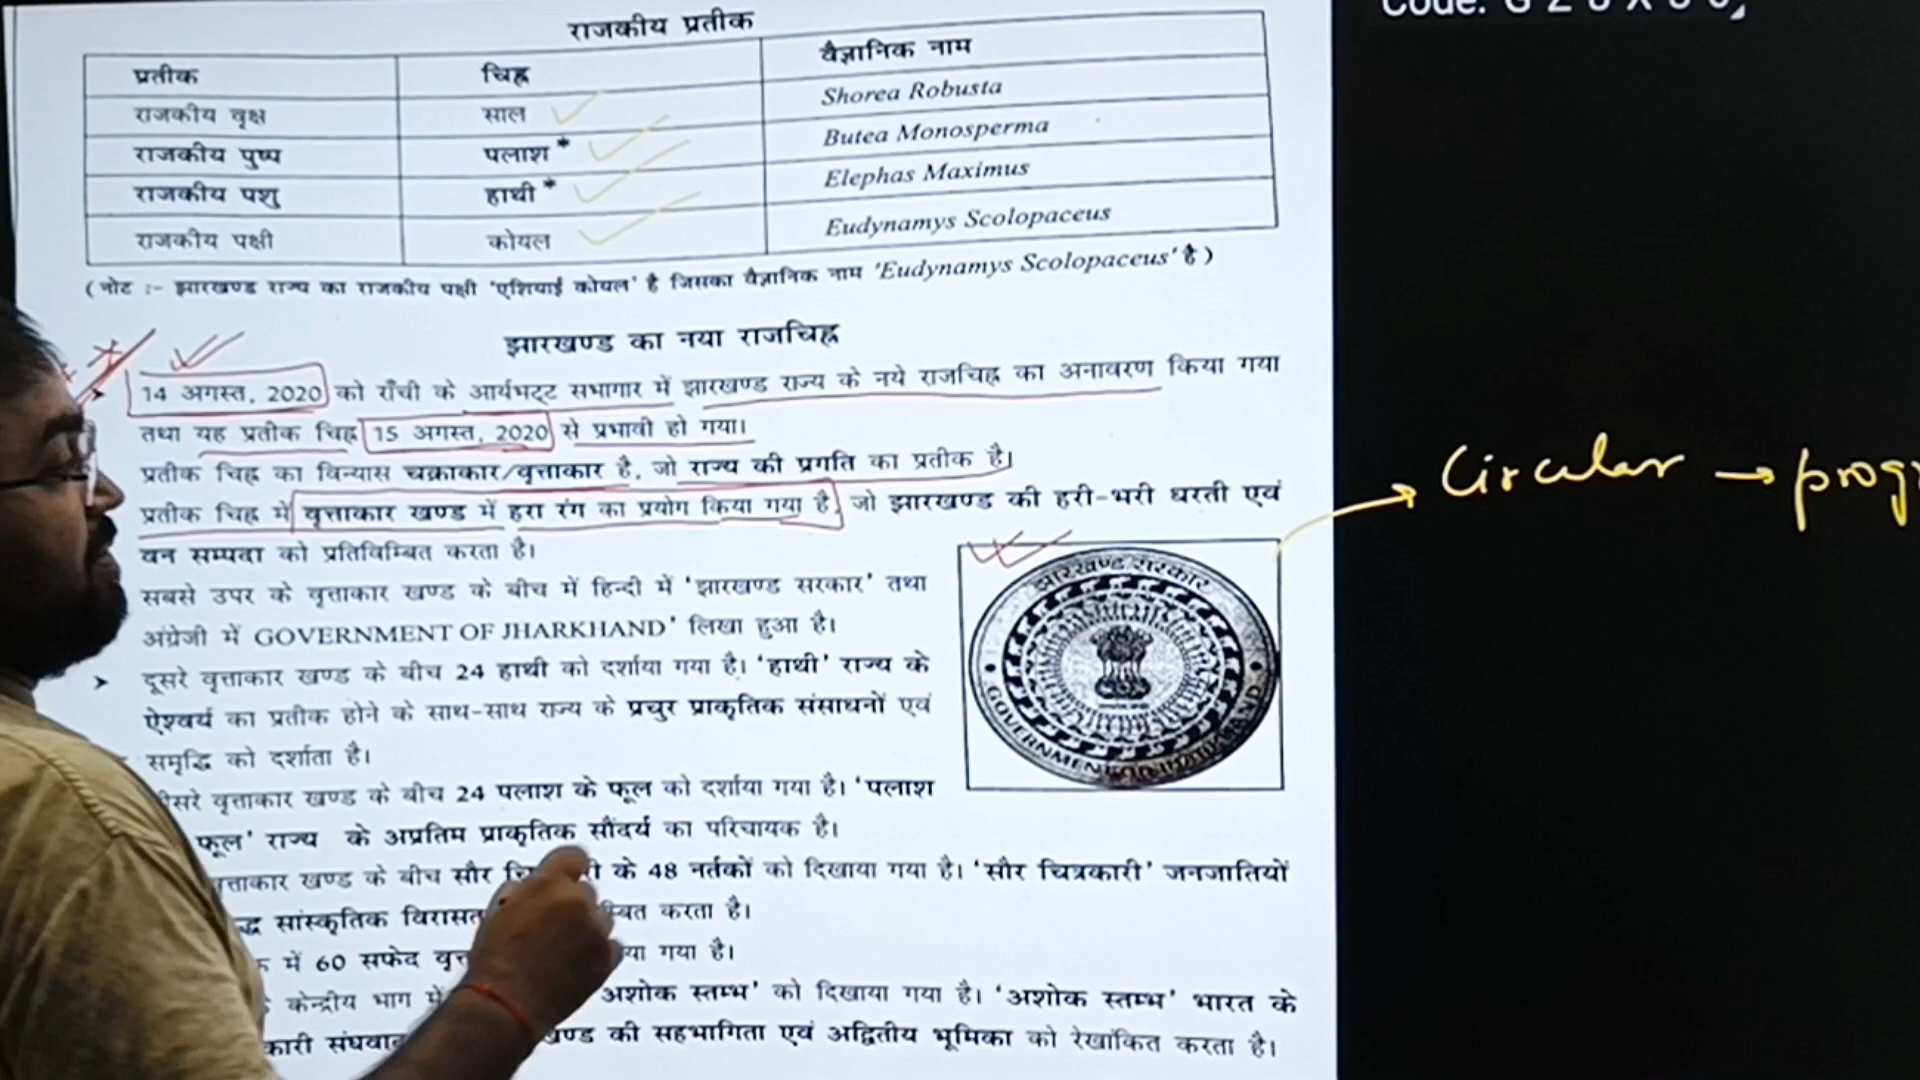 राजकीय प्रतीक
प्रतीक चिह्न वैज्ञानिक नाम
राजकीय वृक्ष साल Shorea Robusta
राजकीय पुष्प पलाश* Butea Monosperma
राजकीय पशु हाथी* Elephas Maximus
राजकीय पक्षी कोयल Eudynamys Scolopaceus
(नोट :- झारखण्ड राज्य का राजकीय पक्षी 'एशियाई कोयल' है जिसका वैज्ञानिक नाम 'Eudynamys Scolopaceus' है)
झारखण्ड का नया राजचिह्न
14 अगस्त, 2020 को राँची के आर्यभट्ट सभागार में झारखण्ड राज्य के नये राजचिह्न का अनावरण किया गया
तथा यह प्रतीक चिह्न 15 अगस्त, 2020 से प्रभावी हो गया।
प्रतीक चिह्न का विन्यास चक्राकार/वृत्ताकार है, जो राज्य की प्रगति का प्रतीक है।
प्रतीक चिह्न में वृत्ताकार खण्ड में हरा रंग का प्रयोग किया गया है, जो झारखण्ड की हरी-भरी धरती एवं
वन सम्पदा को प्रतिविम्बित करता है।
सबसे उपर के वृत्ताकार खण्ड के बीच में हिन्दी में 'झारखण्ड सरकार' तथा
अंग्रेजी में GOVERNMENT OF JHARKHAND' लिखा हुआ है।
➤ दूसरे वृत्ताकार खण्ड के बीच 24 हाथी को दर्शाया गया है। 'हाथी' राज्य के
ऐश्वर्य का प्रतीक होने के साथ-साथ राज्य के प्रचुर प्राकृतिक संसाधनों एवं
समृद्धि को दर्शाता है।
वृत्ताकार खण्ड के बीच 24 पलाश के फूल को दर्शाया गया है। 'पलाश
फूल' राज्य के अप्रतिम प्राकृतिक सौंदर्य का परिचायक है।
खण्ड के बीच सौर के 48 नर्तकों को दिखाया गया है। 'सौर चित्रकारी' जनजातियों
सांस्कृतिक करता है।
में 60 सफेद गया है।
केन्द्रीय भाग में अशोक स्तम्भ' को दिखाया गया है। 'अशोक स्तम्भ' भारत के
की सहभागिता एवं अद्वितीय भूमिका को रेखांकित करता है।
झारखण्ड सरकार
GOVERNMENT OF JHARKHAND
Code:
Circular →